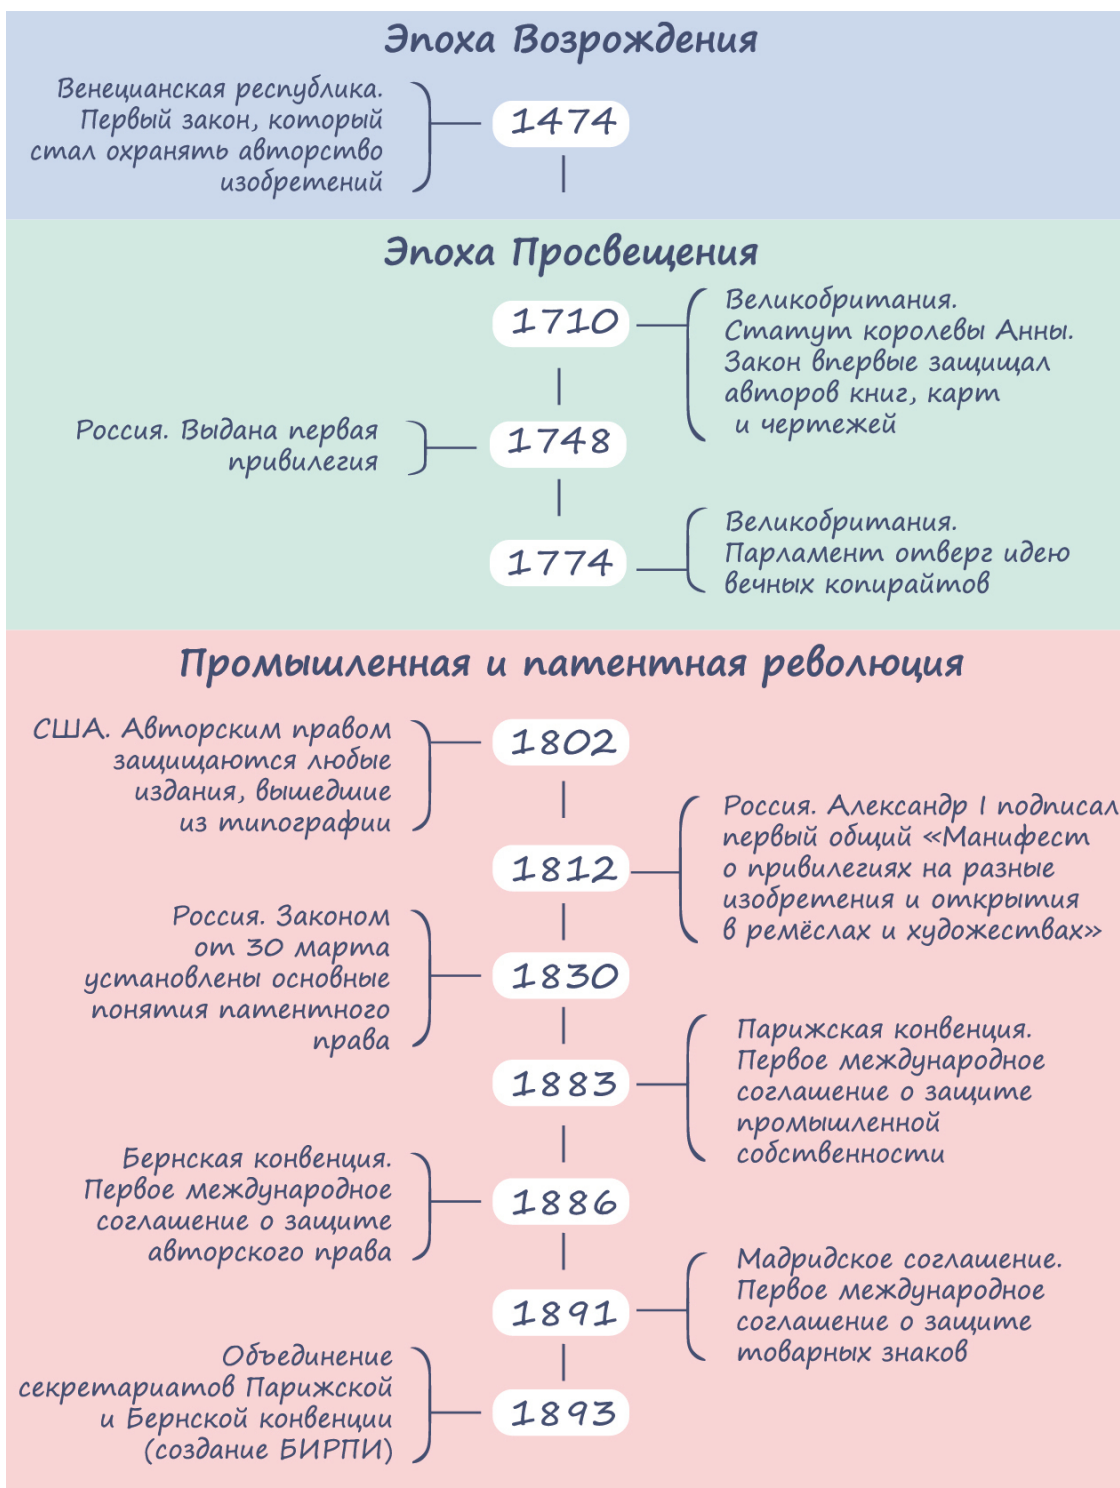 Эпоха Возрождения
Венецианская республика.
Первый закон, который
стал охранять авторство
изобретений
1474
Эпоха Просвещения
1710
Великобритания.
Статут королевы Анны.
Закон впервые защищал
авторов книг, карт
и чертежей
Россия. Выдана первая
привилегия
1748
1774
Великобритания.
Парламент отверг идею
вечных копирайтов
Промышленная и патентная революция
США. Авторским правом
защищаются любые
издания, вышедшие
из типографии
1802
1812
Россия. Александр I подписал
первый общий «Манифест
о привилегиях на разные
изобретения и открытия
в ремёслах и художествах»
Россия. Законом
от 30 марта
установлены основные
понятия патентного
права
1830
1883
Парижская конвенция.
Первое международное
соглашение о защите
промышленной
собственности
Бернская конвенция.
Первое международное
соглашение о защите
авторского права
1886
1891
Мадридское соглашение.
Первое международное
соглашение о защите
товарных знаков
Объединение
секретариатов Парижской
и Бернской конвенции
(создание БИРПИ)
1893